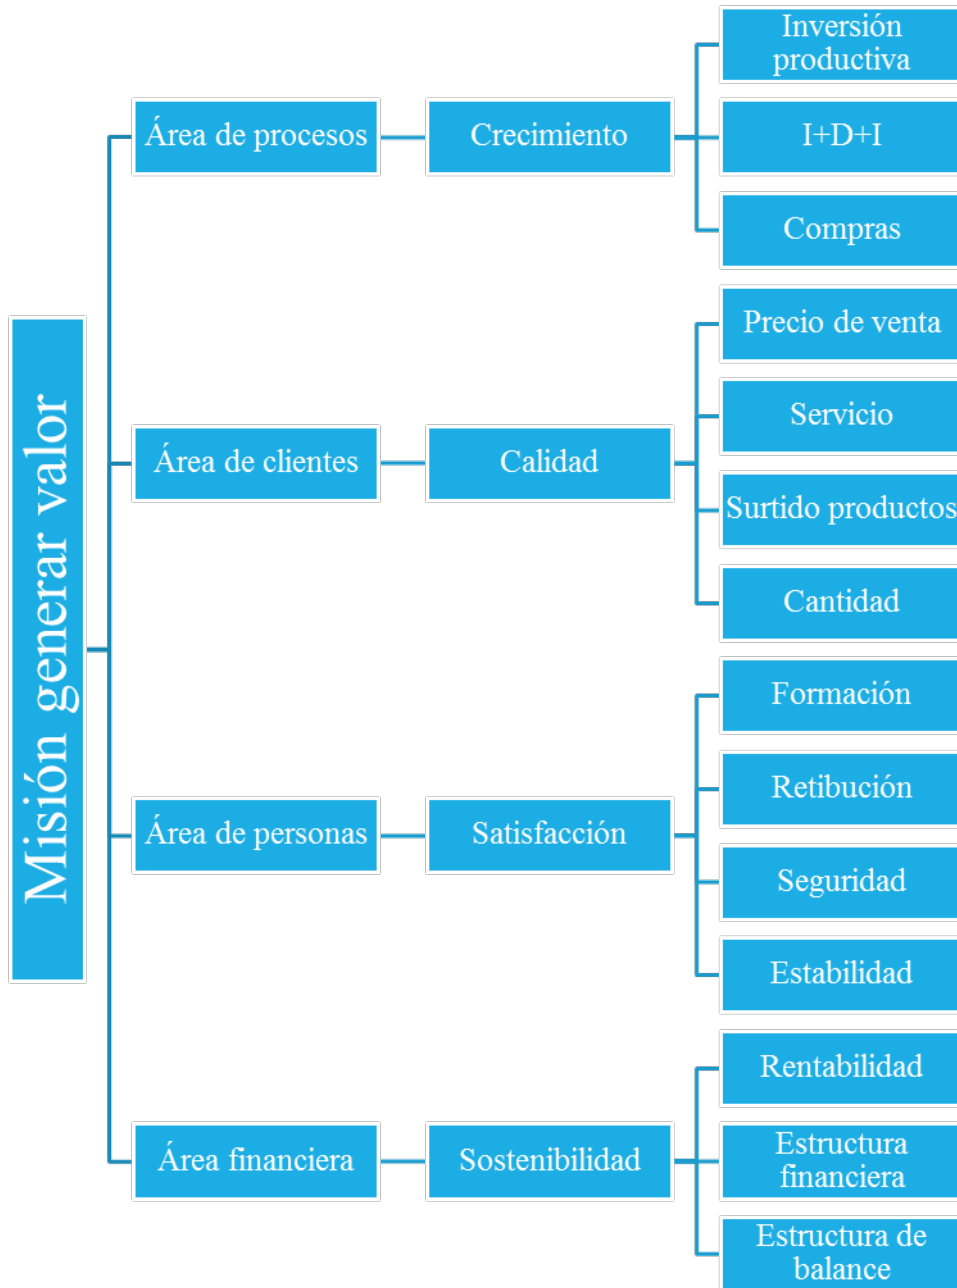 Misión generar valor
Área de procesos
Crecimiento
Inversión
productiva
I+D+I
Compras
Área de clientes
Calidad
Precio de venta
Servicio
Surtido productos
Cantidad
Área de personas
Satisfacción
Formación
Retibución
Seguridad
Estabilidad
Área financiera
Sostenibilidad
Rentabilidad
Estructura
financiera
Estructura de
balance